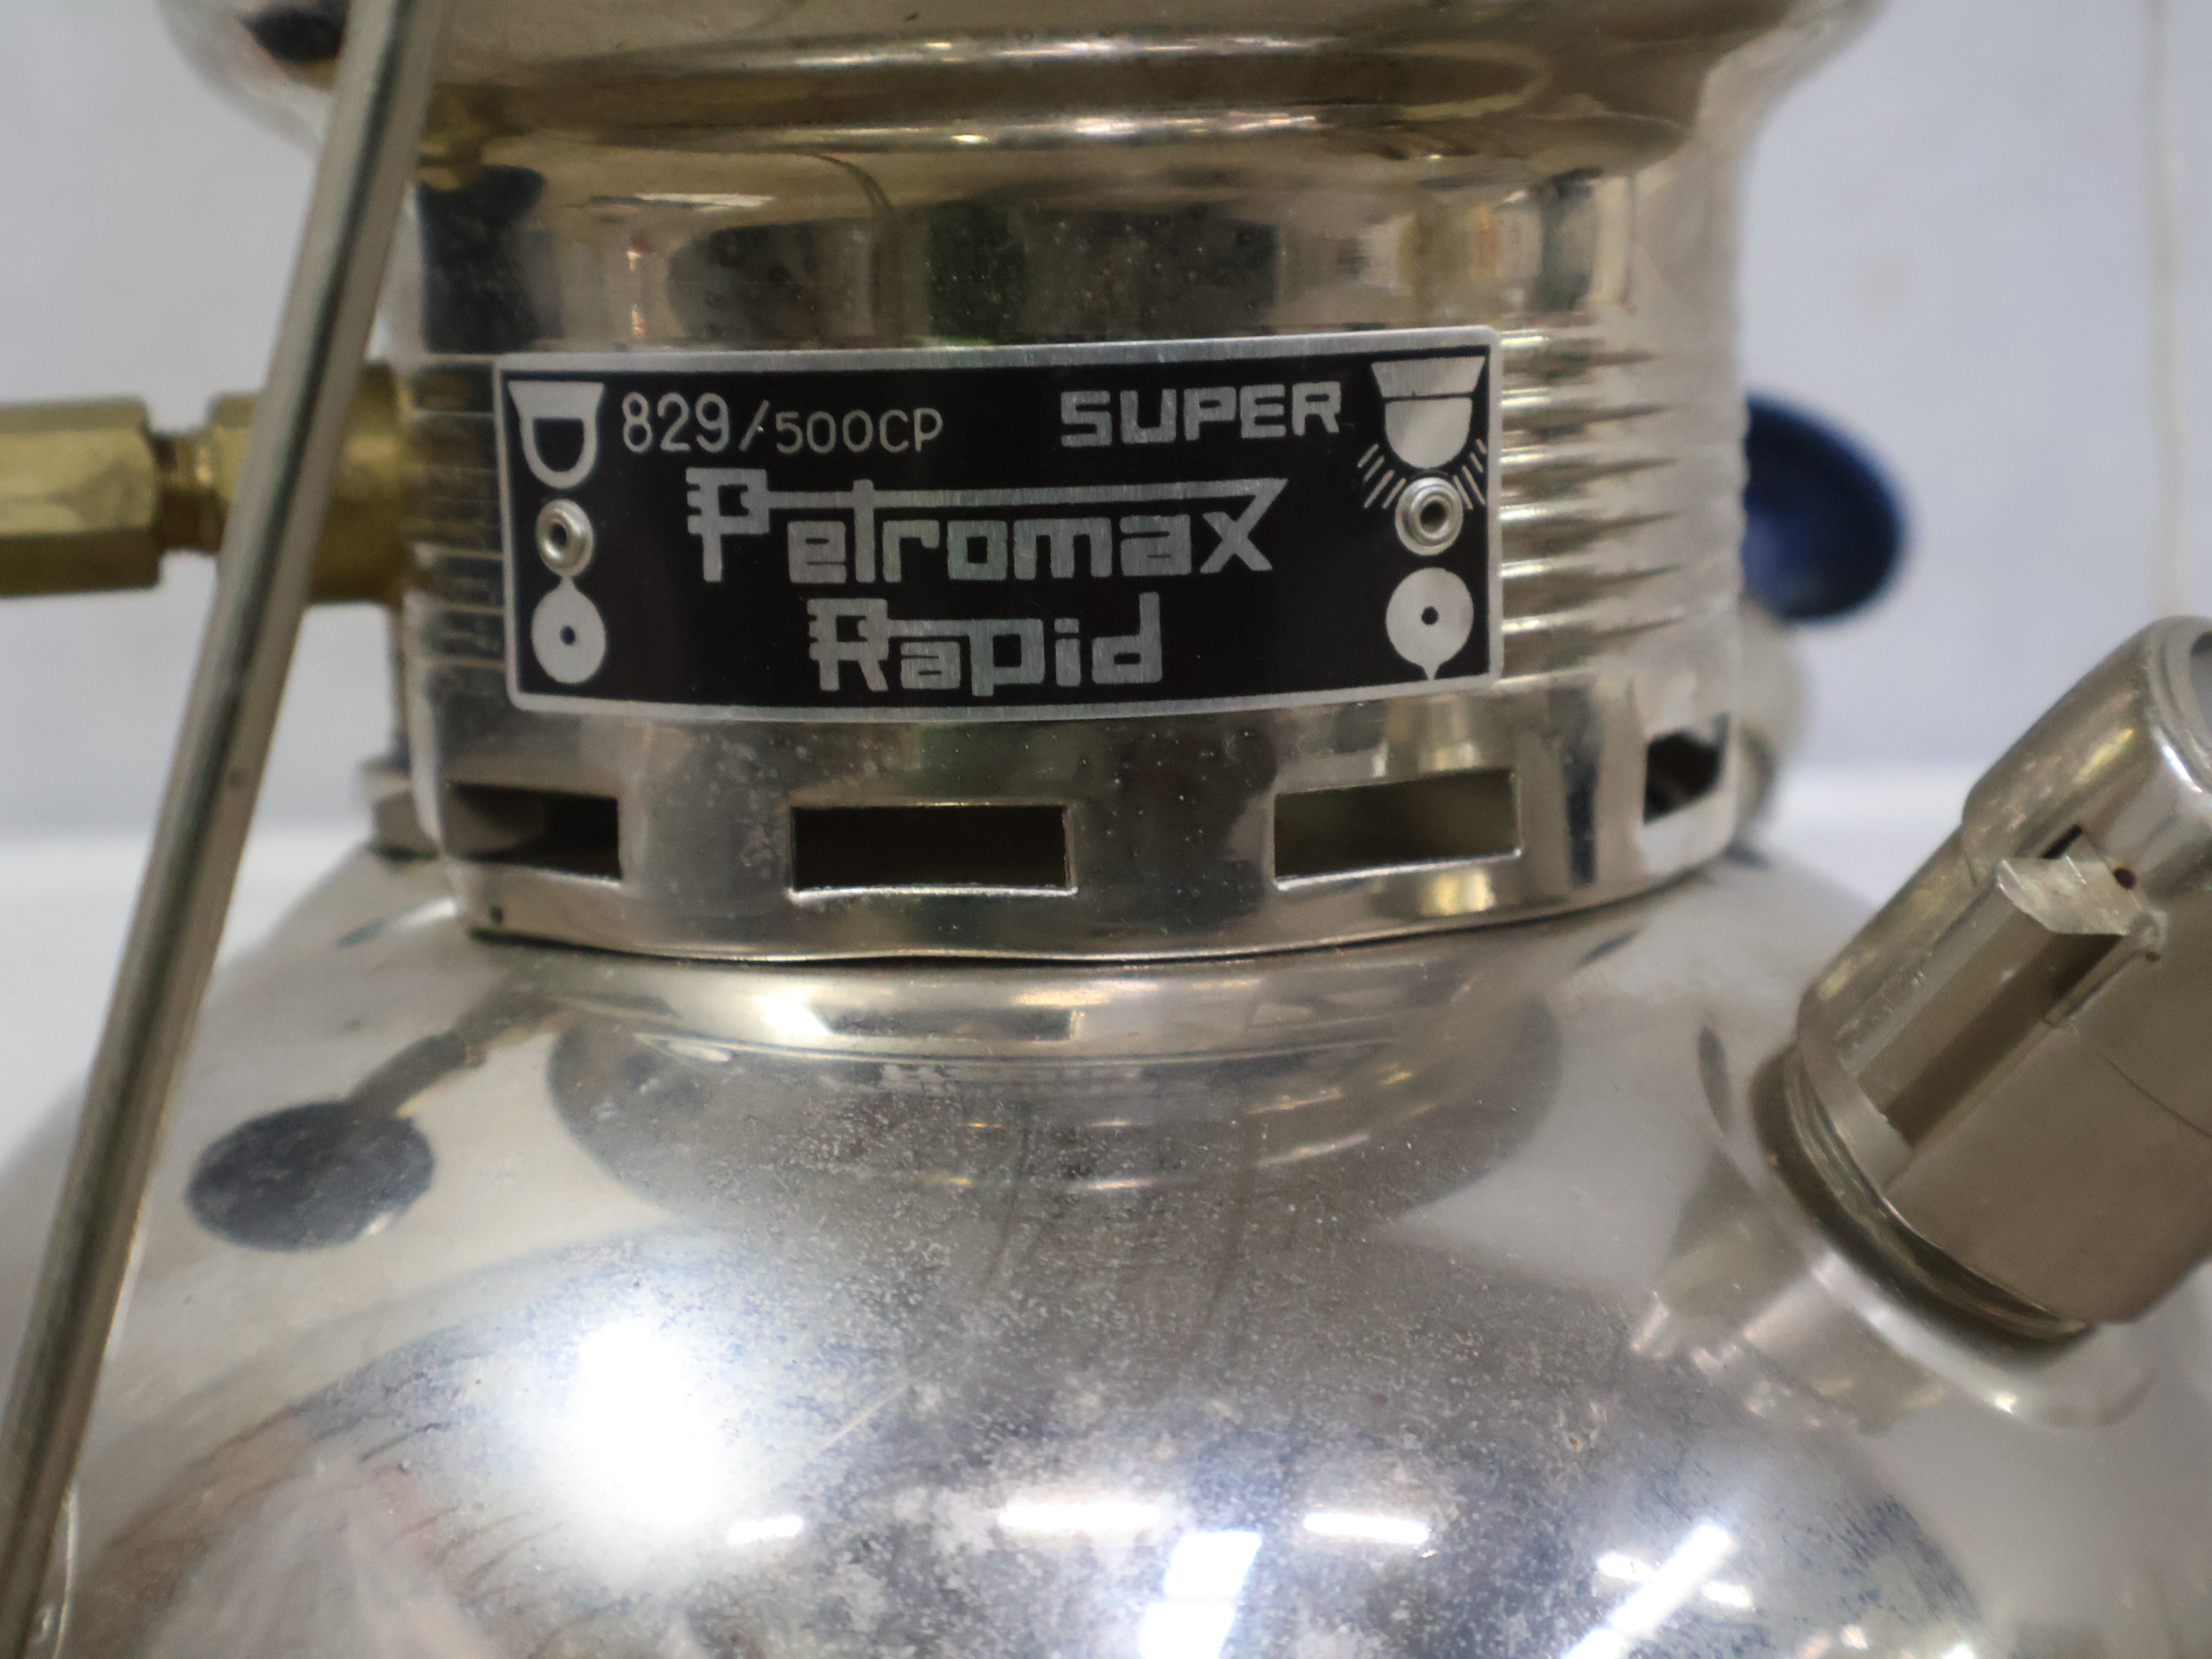 829/500CP SUPER
Petromax
Rapid